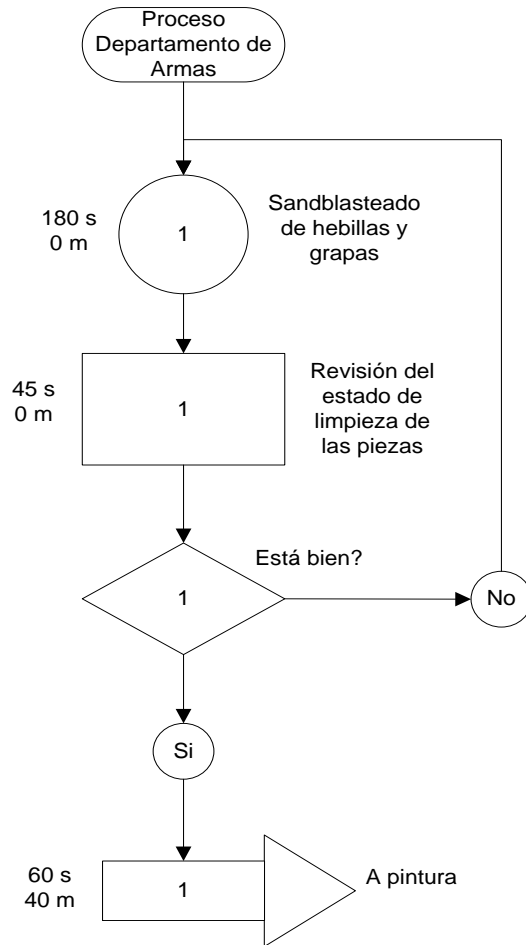 Proceso
Departamento de
Armas
180 s
0 m
1
Sandblasteado
de hebillas y
grapas
45 s
0 m
1
Revisión del
estado de
limpieza de
las piezas
Está bien?
1
No
Si
60 s
40 m
1
A pintura